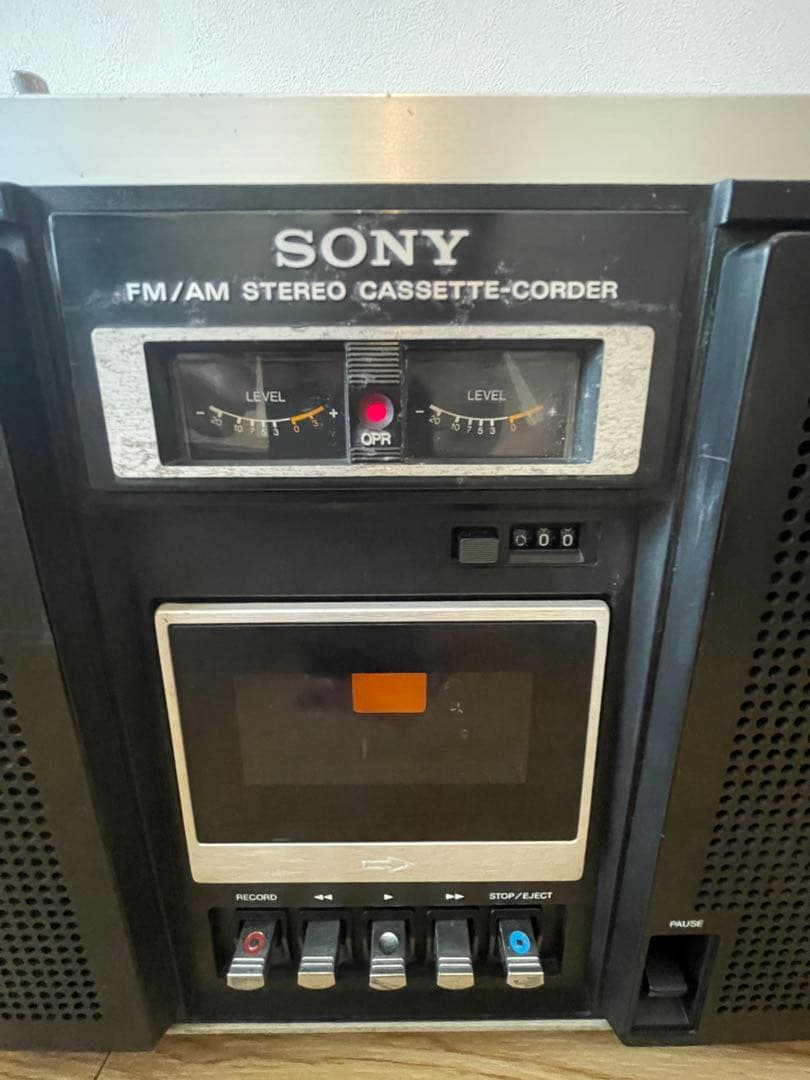 SONY
FM/AM STEREO CASSETTE-CORDER
LEVEL
- 20 10 7 5 3 0 3 +
OPR
LEVEL
- 20 10 7 5 3 0 +
000
RECORD ◀◀ ▶ ▶▶ STOP/EJECT
PAUSE